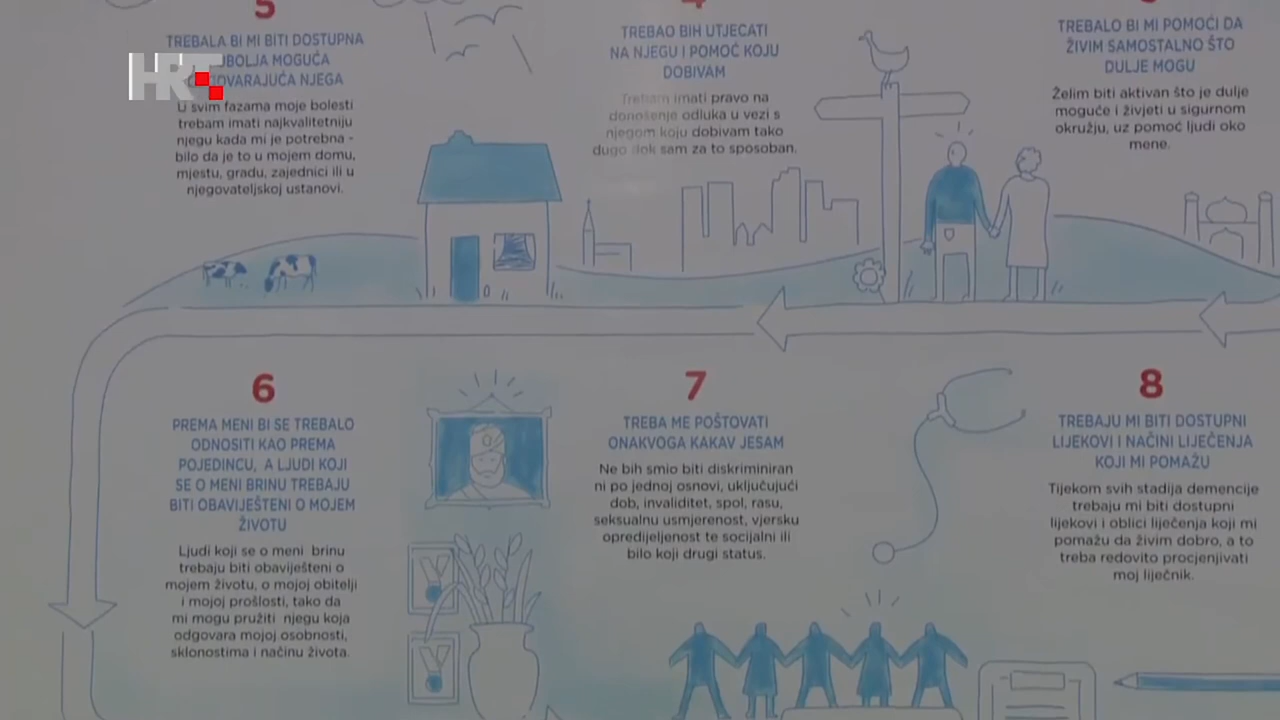 HRT
5
TREBALA BI MI BITI DOSTUPNA
MOGUĆA
NJEGA
U svim fazama moje bolesti
trebam imati najkvalitetniju
njegu kada mi je potrebna -
bilo da je to u mojem domu,
mjestu, gradu, zajednici ili u
njegovateljskoj ustanovi.
4
TREBAO BIH UTJECATI
NA NJEGU I POMOĆ KOJU
DOBIVAM
Trebam imati pravo na
donošenje odluka u vezi s
njegom koju dobivam tako
dugo dok sam za to sposoban.
TREBALO BI MI POMOĆI DA
ŽIVIM SAMOSTALNO ŠTO
DULJE MOGU
Želim biti aktivan što je dulje
moguće i živjeti u sigurnom
okružju, uz pomoć ljudi oko
mene.
6
PREMA MENI BI SE TREBALO
ODNOSITI KAO PREMA
POJEDINCU, A LJUDI KOJI
SE O MENI BRINU TREBAJU
BITI OBAVIJEŠTENI O MOJEM
ŽIVOTU
Ljudi koji se o meni brinu
trebaju biti obaviješteni o
mojem životu, o mojoj obitelji
i mojoj prošlosti, tako da
mi mogu pružiti njegu koja
odgovara mojoj osobnosti,
sklonostima i načinu života.
7
TREBA ME POŠTOVATI
ONAKVOGA KAKAV JESAM
Ne bih smio biti diskriminiran
ni po jednoj osnovi, uključujući
dob, invaliditet, spol, rasu,
seksualnu usmjerenost, vjersku
opredijeljenost te socijalni ili
bilo koji drugi status.
8
TREBAJU MI BITI DOSTUPNI
LIJEKOVI I NAČINI LIJEČENJA
KOJI MI POMAŽU
Tijekom svih stadija demencije
trebaju mi biti dostupni
lijekovi i oblici liječenja koji mi
pomažu da živim dobro, a to
treba redovito procjenjivati
moj liječnik.